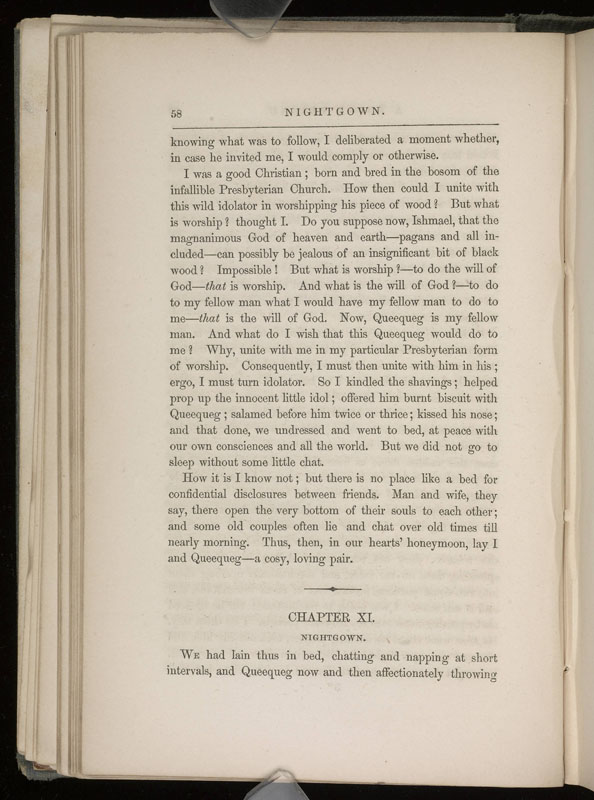 58 NIGHTGOWN.
knowing what was to follow, I deliberated a moment whether,
in case he invited me, I would comply or otherwise.
I was a good Christian; born and bred in the bosom of the
infallible Presbyterian Church. How then could I unite with
this wild idolator in worshipping his piece of wood? But what
is worship? thought I. Do you suppose now, Ishmael, that the
magnanimous God of heaven and earth—pagans and all in-
cluded—can possibly be jealous of an insignificant bit of black
wood? Impossible! But what is worship?—to do the will of
God—that is worship. And what is the will of God?—to do
to my fellow man what I would have my fellow man to do to
me—that is the will of God. Now, Queequeg is my fellow
man. And what do I wish that this Queequeg would do to
me? Why, unite with me in my particular Presbyterian form
of worship. Consequently, I must then unite with him in his;
ergo, I must turn idolator. So I kindled the shavings; helped
prop up the innocent little idol; offered him burnt biscuit with
Queequeg; salamed before him twice or thrice; kissed his nose;
and that done, we undressed and went to bed, at peace with
our own consciences and all the world. But we did not go to
sleep without some little chat.
How it is I know not; but there is no place like a bed for
confidential disclosures between friends. Man and wife, they
say, there open the very bottom of their souls to each other;
and some old couples often lie and chat over old times till
nearly morning. Thus, then, in our hearts' honeymoon, lay I
and Queequeg—a cosy, loving pair.
CHAPTER XI.
NIGHTGOWN.
WE had lain thus in bed, chatting and napping at short
intervals, and Queequeg now and then affectionately throwing